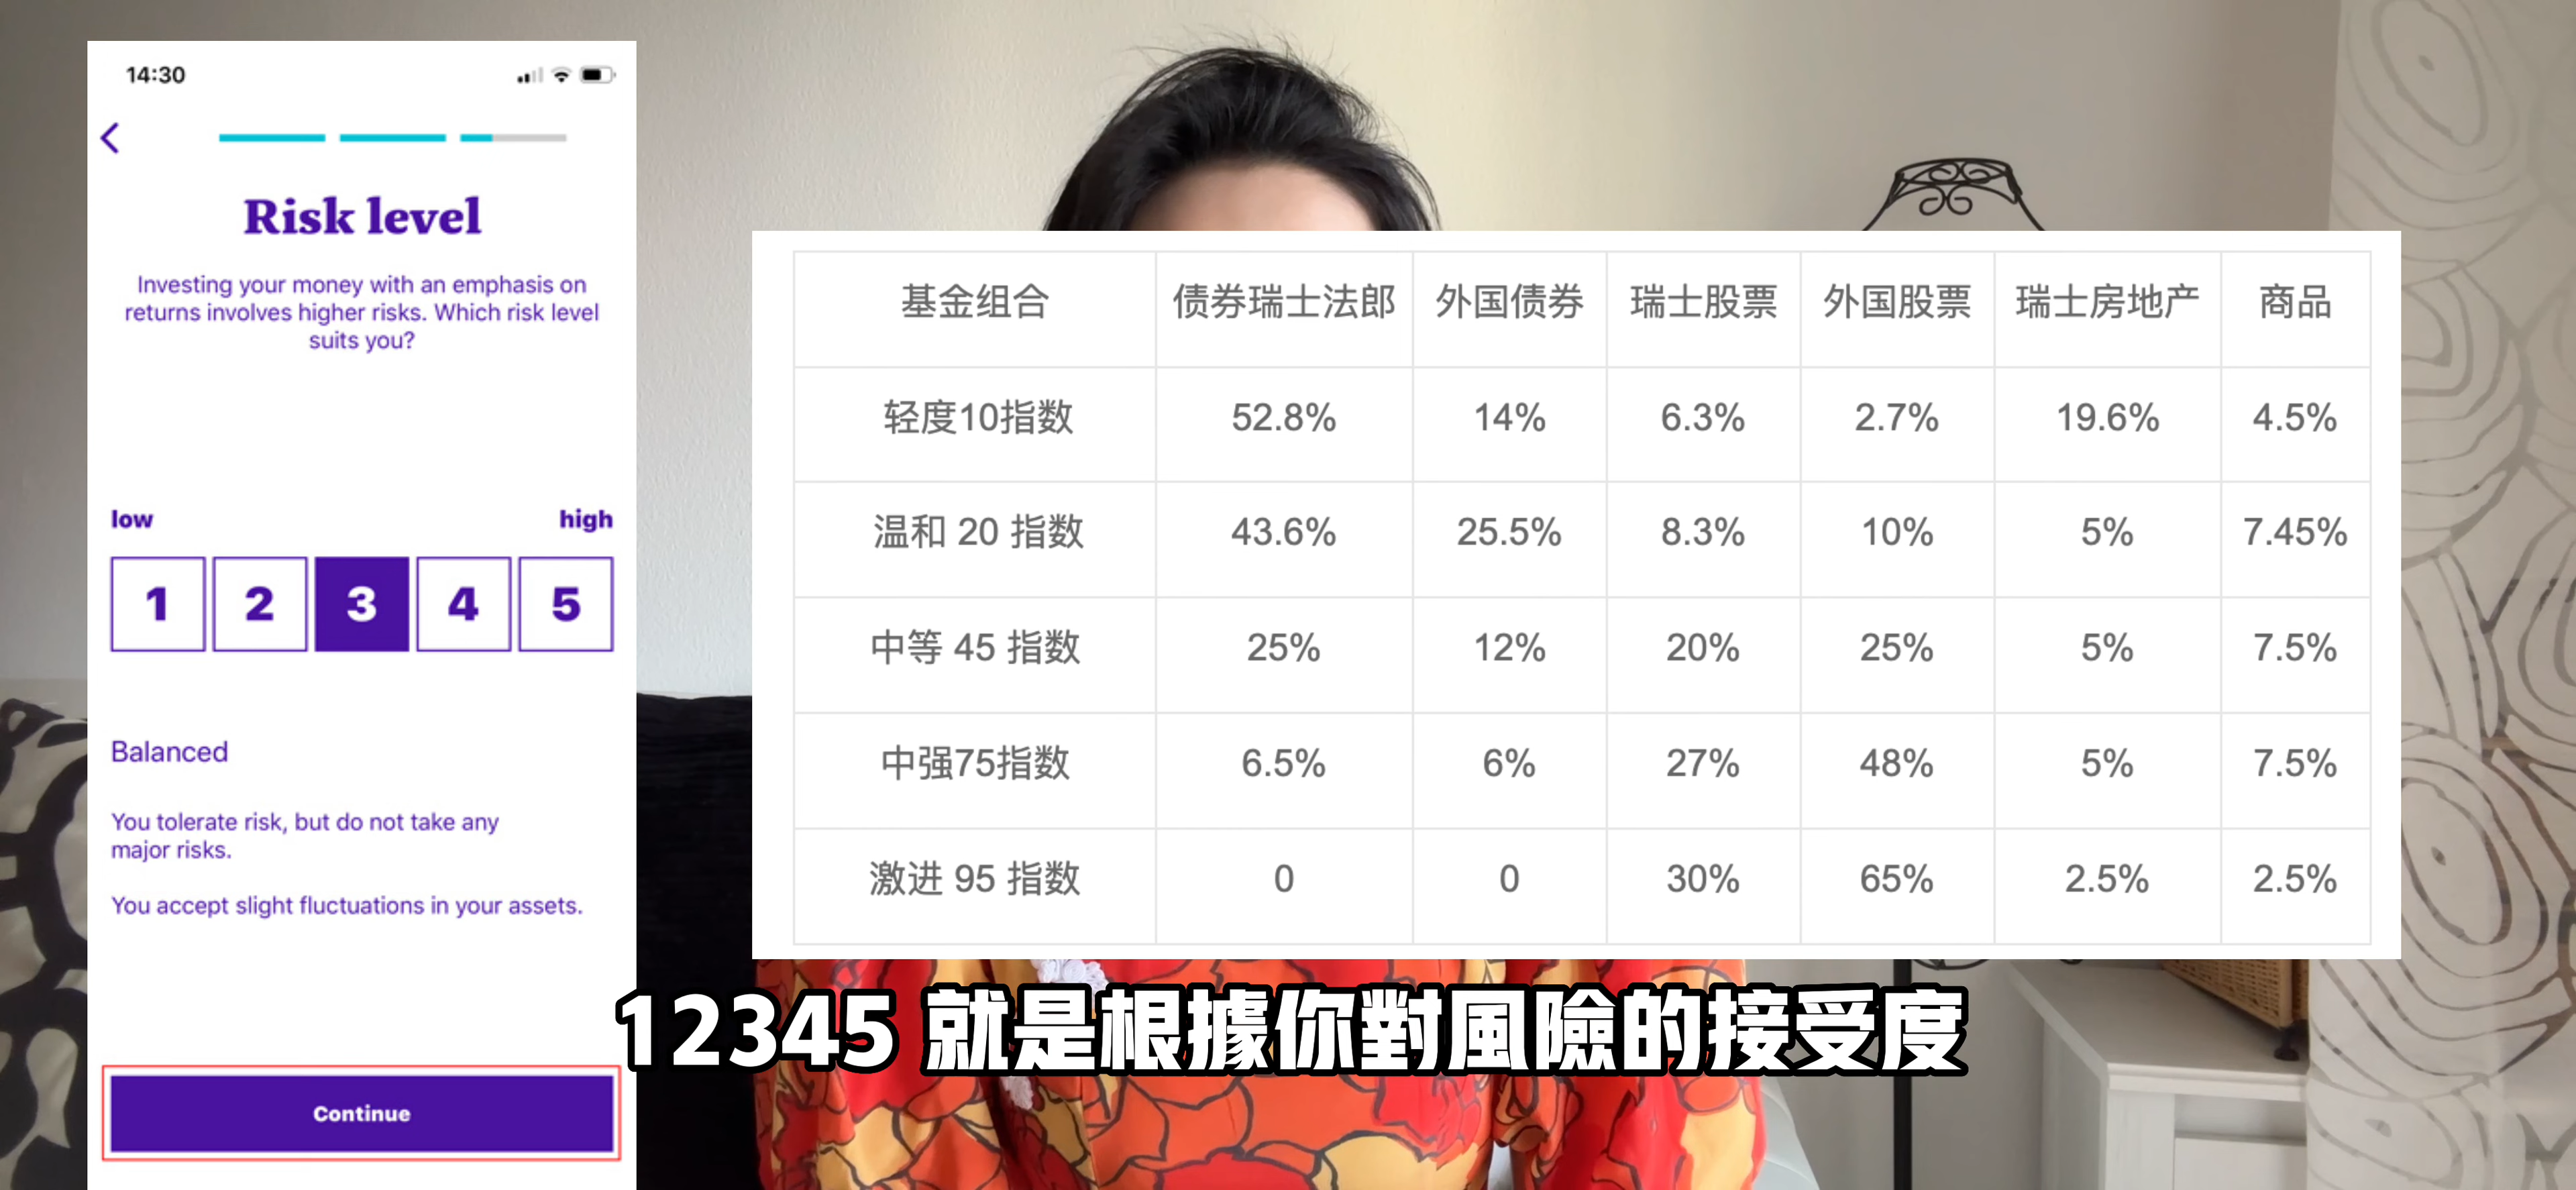 14:30
Risk level
Investing your money with an emphasis on
returns involves higher risks. Which risk level
suits you?
low high
1 2 3 4 5
Balanced
You tolerate risk, but do not take any
major risks.
You accept slight fluctuations in your assets.
Continue
基金组合 债券瑞士法郎 外国债券 瑞士股票 外国股票 瑞士房地产 商品
轻度10指数 52.8% 14% 6.3% 2.7% 19.6% 4.5%
温和 20 指数 43.6% 25.5% 8.3% 10% 5% 7.45%
中等 45 指数 25% 12% 20% 25% 5% 7.5%
中强75指数 6.5% 6% 27% 48% 5% 7.5%
激进 95 指数 0 0 30% 65% 2.5% 2.5%
12345 就是根據你對風險的接受度